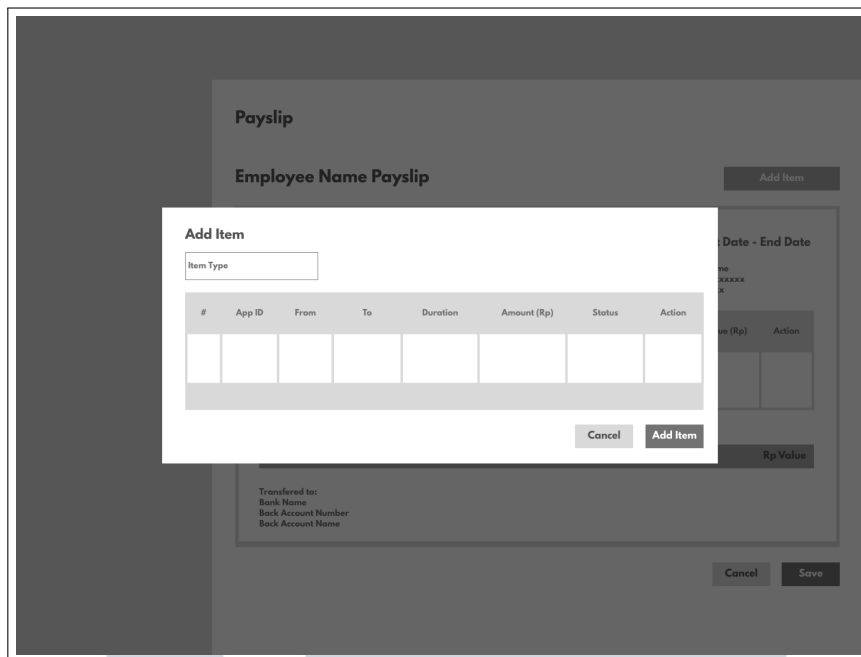 Payslip
Employee Name Payslip
Add Item
Add Item
Item Type
# App ID From To Duration Amount (Rp) Status Action
Cancel Add Item
Date - End Date
me
xxxxxx
x
ue (Rp) Action
Rp Value
Transfered to:
Bank Name
Back Account Number
Back Account Name
Cancel Save